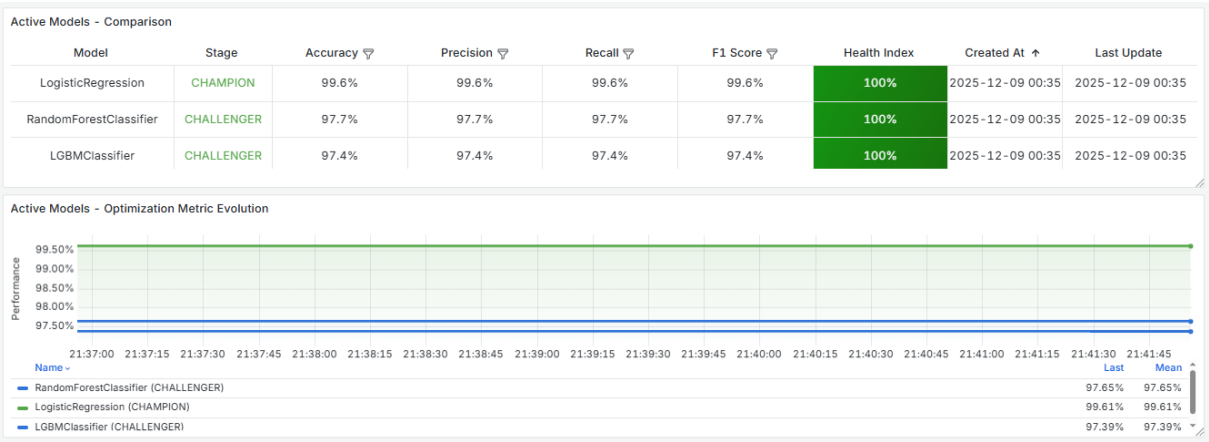 Active Models - Comparison
Model Stage Accuracy Precision Recall F1 Score Health Index Created At ↑ Last Update
LogisticRegression CHAMPION 99.6% 99.6% 99.6% 99.6% 100% 2025-12-09 00:35 2025-12-09 00:35
RandomForestClassifier CHALLENGER 97.7% 97.7% 97.7% 97.7% 100% 2025-12-09 00:35 2025-12-09 00:35
LGBMClassifier CHALLENGER 97.4% 97.4% 97.4% 97.4% 100% 2025-12-09 00:35 2025-12-09 00:35
Active Models - Optimization Metric Evolution
Performance
99.50%
99.00%
98.50%
98.00%
97.50%
21:37:00 21:37:15 21:37:30 21:37:45 21:38:00 21:38:15 21:38:30 21:38:45 21:39:00 21:39:15 21:39:30 21:39:45 21:40:00 21:40:15 21:40:30 21:40:45 21:41:00 21:41:15 21:41:30 21:41:45
Name Last Mean
RandomForestClassifier (CHALLENGER) 97.65% 97.65%
LogisticRegression (CHAMPION) 99.61% 99.61%
LGBMClassifier (CHALLENGER) 97.39% 97.39%